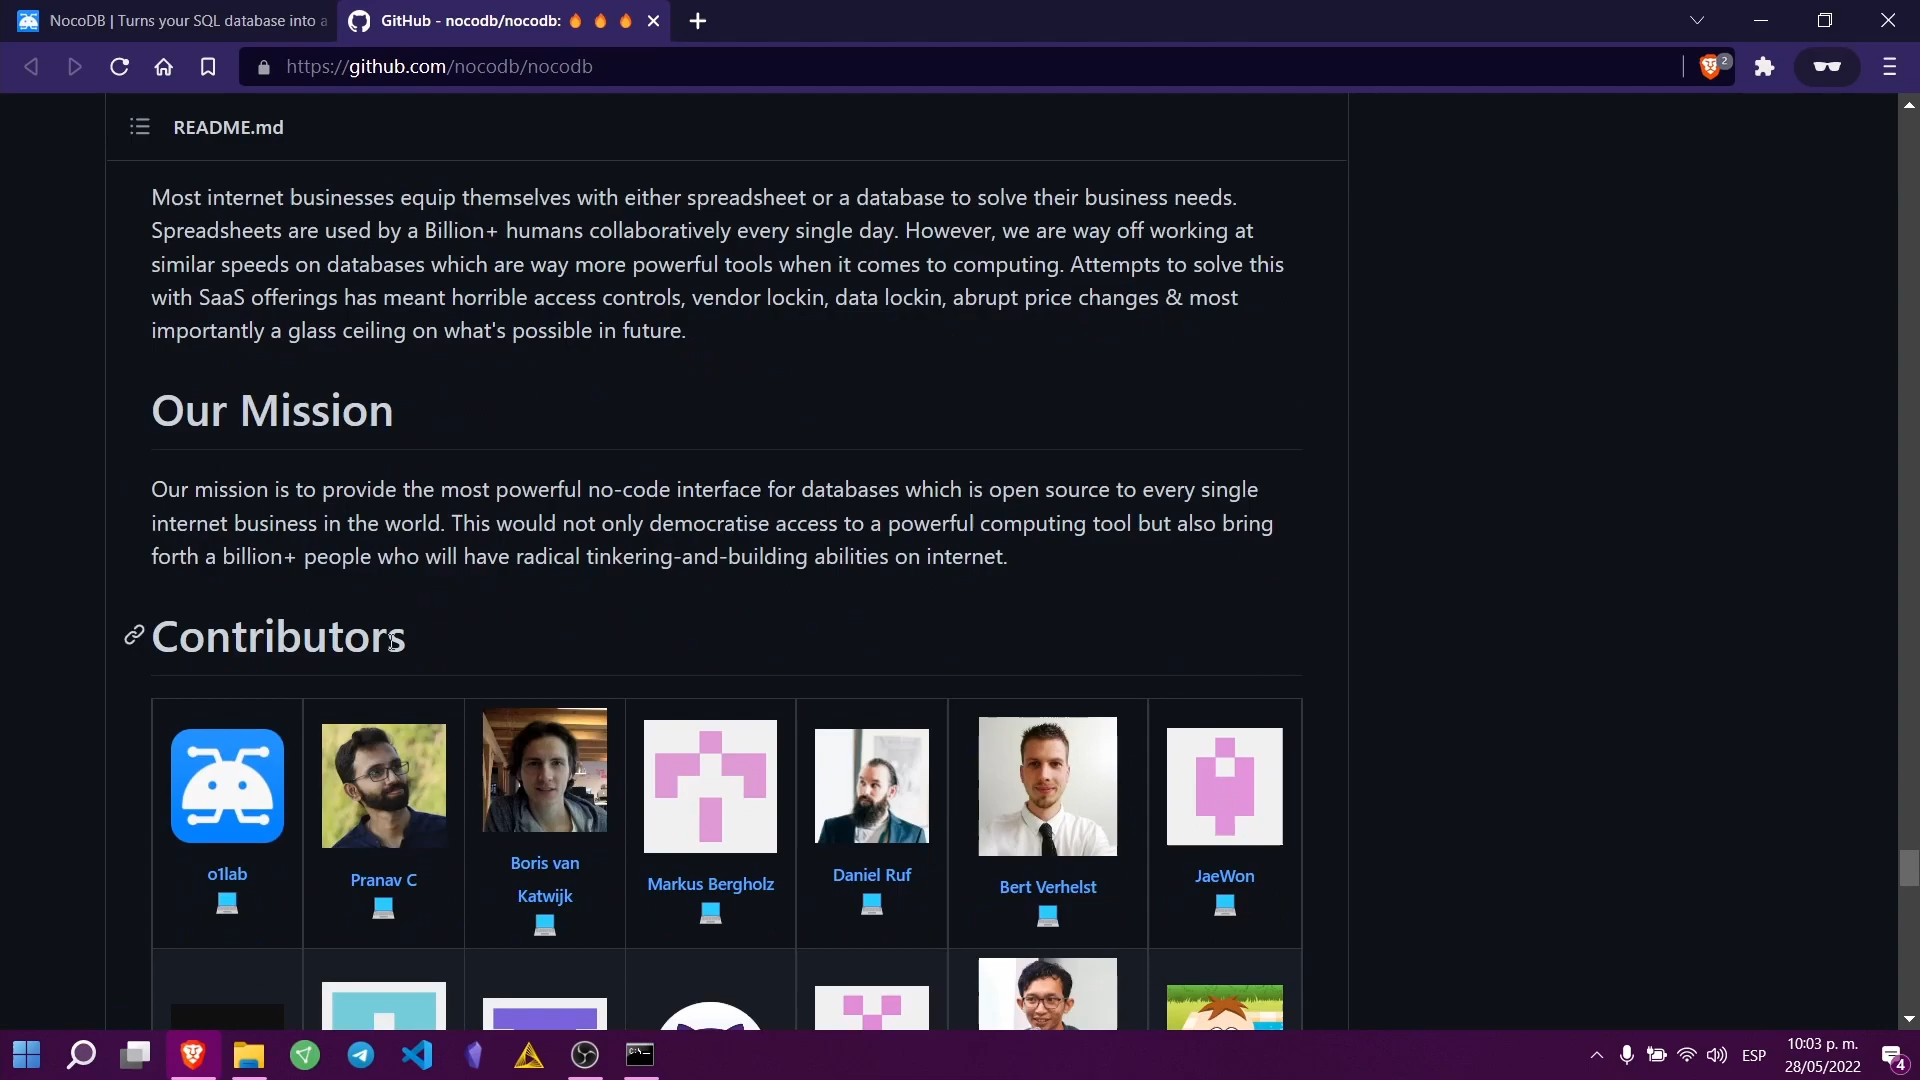 NocoDB | Turns your SQL database into a
GitHub - nocodb/nocodb: 🔥 🔥 🔥
https://github.com/nocodb/nocodb
2
README.md
Most internet businesses equip themselves with either spreadsheet or a database to solve their business needs.
Spreadsheets are used by a Billion+ humans collaboratively every single day. However, we are way off working at
similar speeds on databases which are way more powerful tools when it comes to computing. Attempts to solve this
with SaaS offerings has meant horrible access controls, vendor lockin, data lockin, abrupt price changes & most
importantly a glass ceiling on what's possible in future.
Our Mission
Our mission is to provide the most powerful no-code interface for databases which is open source to every single
internet business in the world. This would not only democratise access to a powerful computing tool but also bring
forth a billion+ people who will have radical tinkering-and-building abilities on internet.
Contributors
o1lab
Pranav C
Boris van
Katwijk
Markus Bergholz
Daniel Ruf
Bert Verhelst
JaeWon
ESP
10:03 p. m.
28/05/2022
4